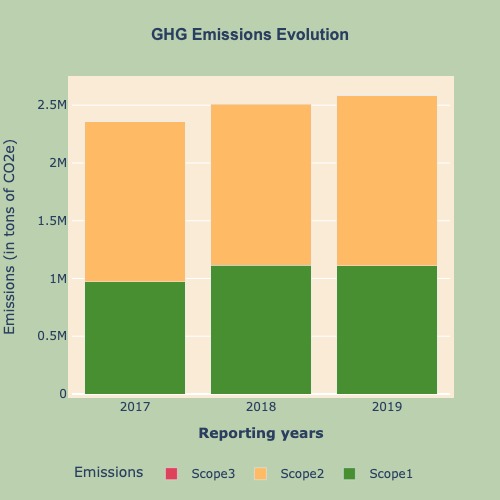 GHG Emissions Evolution
Emissions (in tons of CO2e)
2.5M
2M
1.5M
1M
0.5M
0
2017 2018 2019
Reporting years
Emissions Scope3 Scope2 Scope1